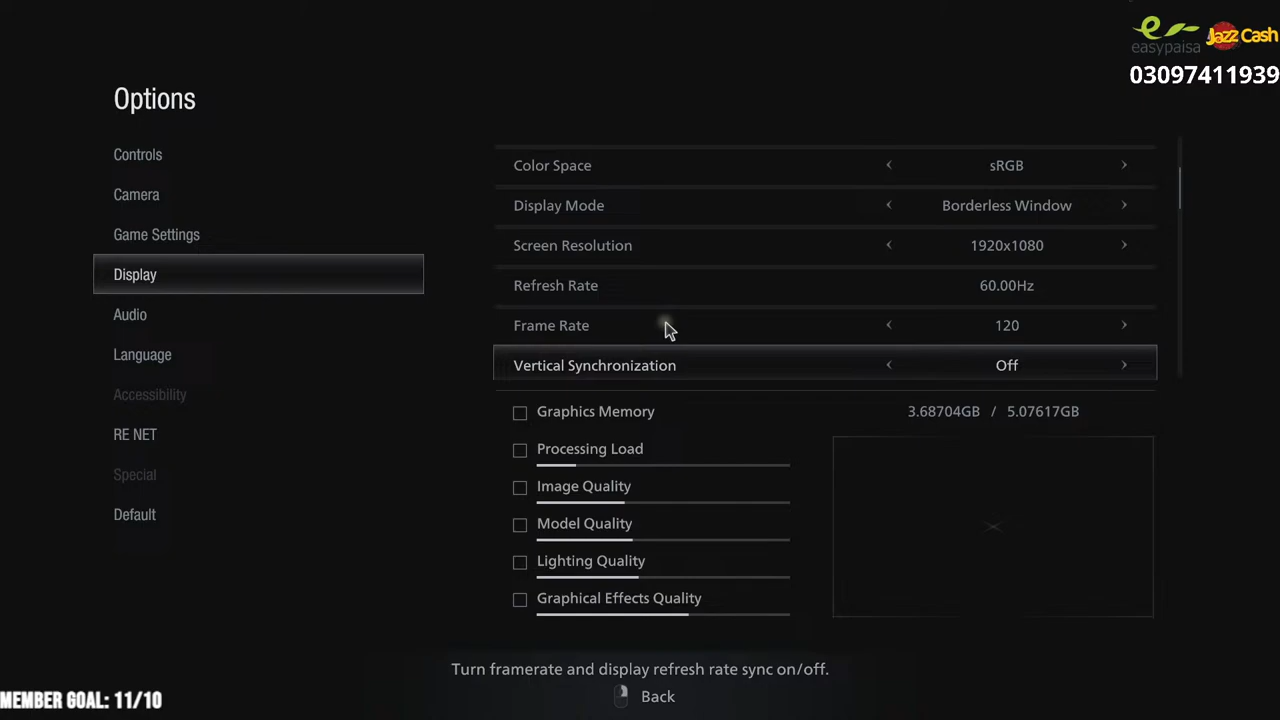 easypaisa Jazz Cash
03097411939
Options
Controls
Camera
Game Settings
Display
Audio
Language
Accessibility
RE NET
Special
Default
Color Space sRGB
Display Mode Borderless Window
Screen Resolution 1920x1080
Refresh Rate 60.00Hz
Frame Rate 120
Vertical Synchronization Off
Graphics Memory 3.68704GB / 5.07617GB
Processing Load
Image Quality
Model Quality
Lighting Quality
Graphical Effects Quality
Turn framerate and display refresh rate sync on/off.
Back
MEMBER GOAL: 11/10